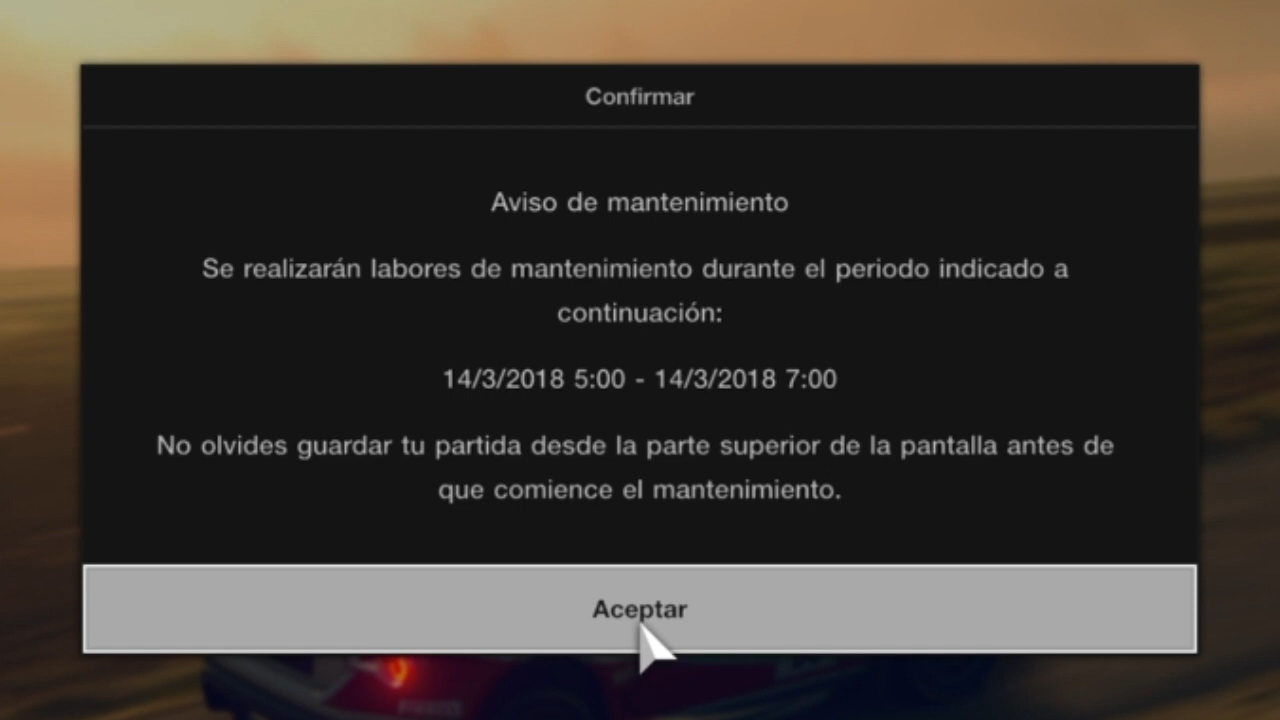 Confirmar
Aviso de mantenimiento
Se realizarán labores de mantenimiento durante el periodo indicado a
continuación:
14/3/2018 5:00 - 14/3/2018 7:00
No olvides guardar tu partida desde la parte superior de la pantalla antes de
que comience el mantenimiento.
Aceptar